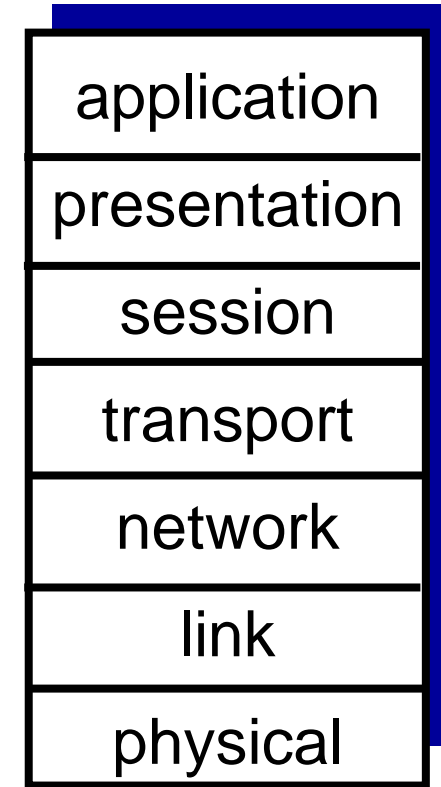 application
presentation
session
transport
network
link
physical